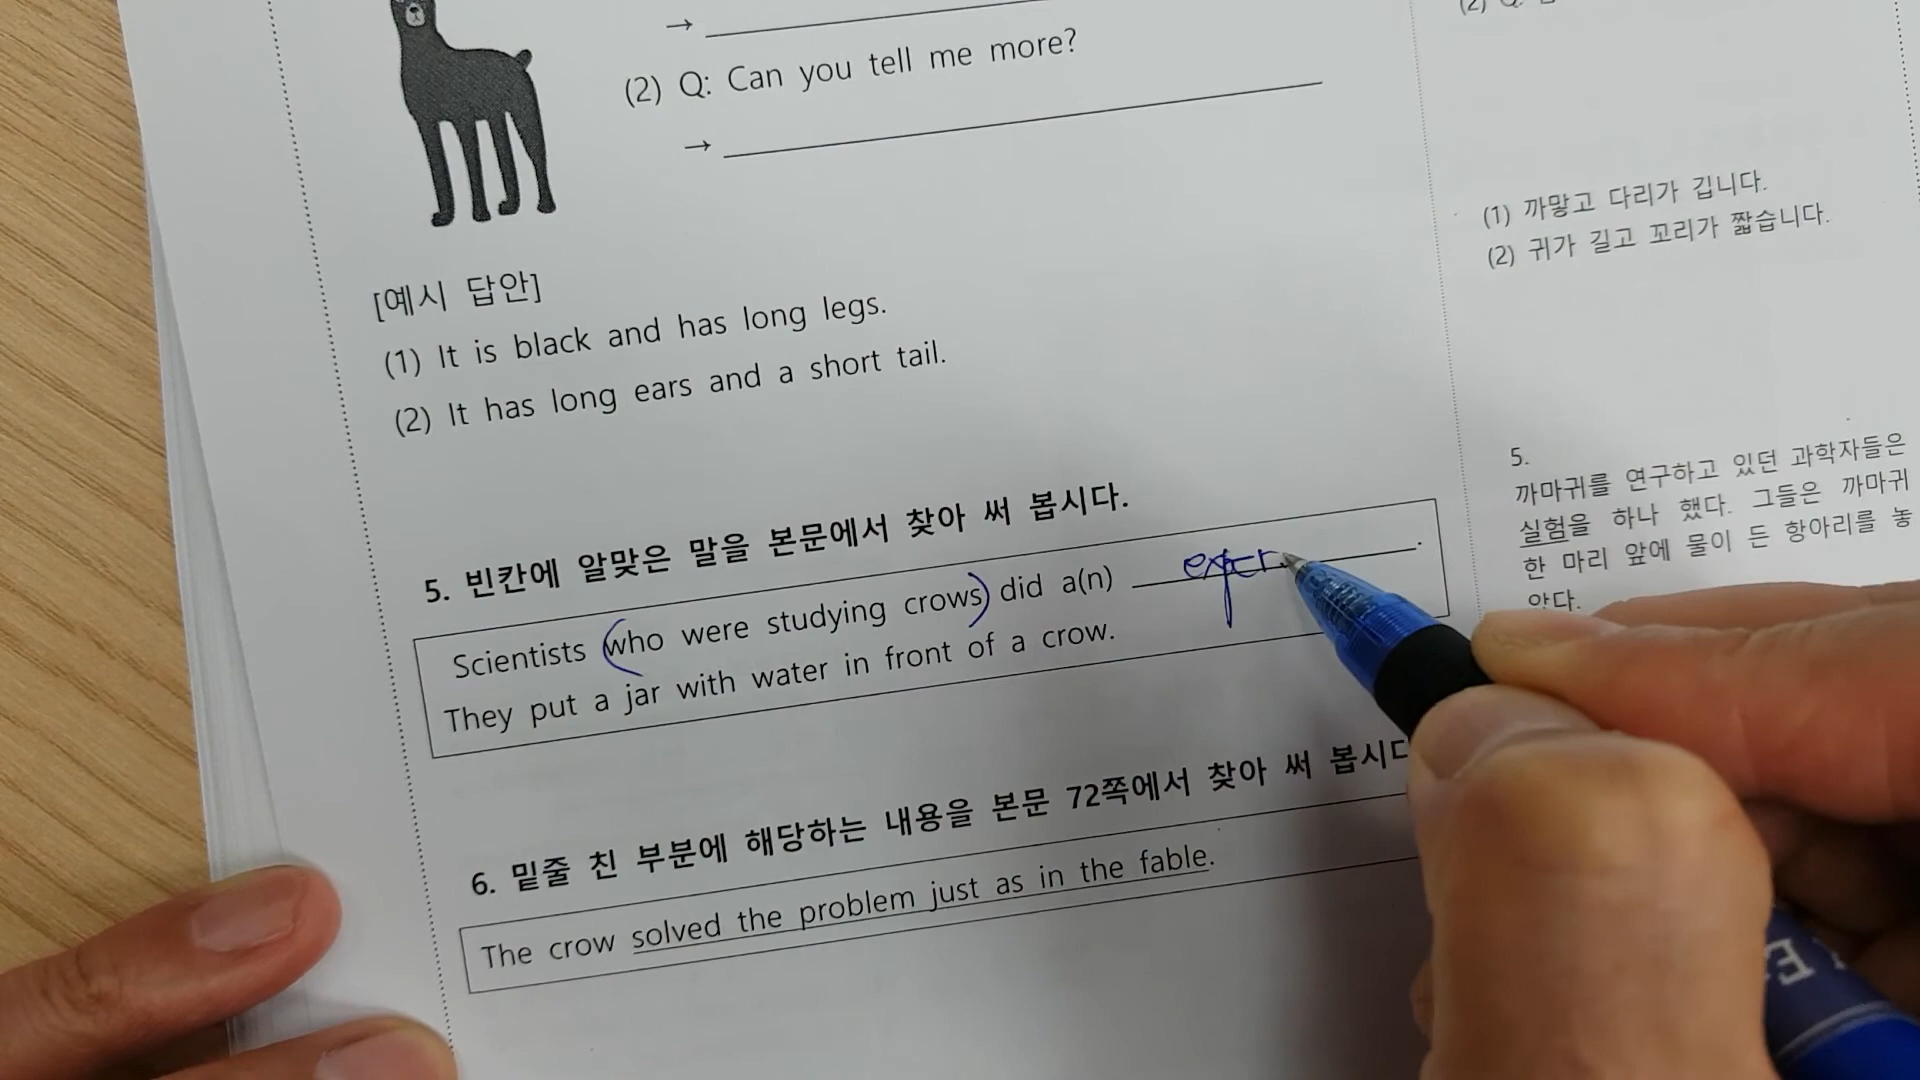 →
(2) Q: Can you tell me more?
→
[예시 답안]
(1) It is black and has long legs.
(2) It has long ears and a short tail.
5. 빈칸에 알맞은 말을 본문에서 찾아 써 봅시다.
Scientists (who were studying crows) did a(n) exper .
They put a jar with water in front of a crow.
6. 밑줄 친 부분에 해당하는 내용을 본문 72쪽에서 찾아 써 봅시다
The crow solved the problem just as in the fable.
(2) Q:
(1) 까맣고 다리가 깁니다.
(2) 귀가 길고 꼬리가 짧습니다.
5.
까마귀를 연구하고 있던 과학자들은
실험을 하나 했다. 그들은 까마귀
한 마리 앞에 물이 든 항아리를 놓
았다.